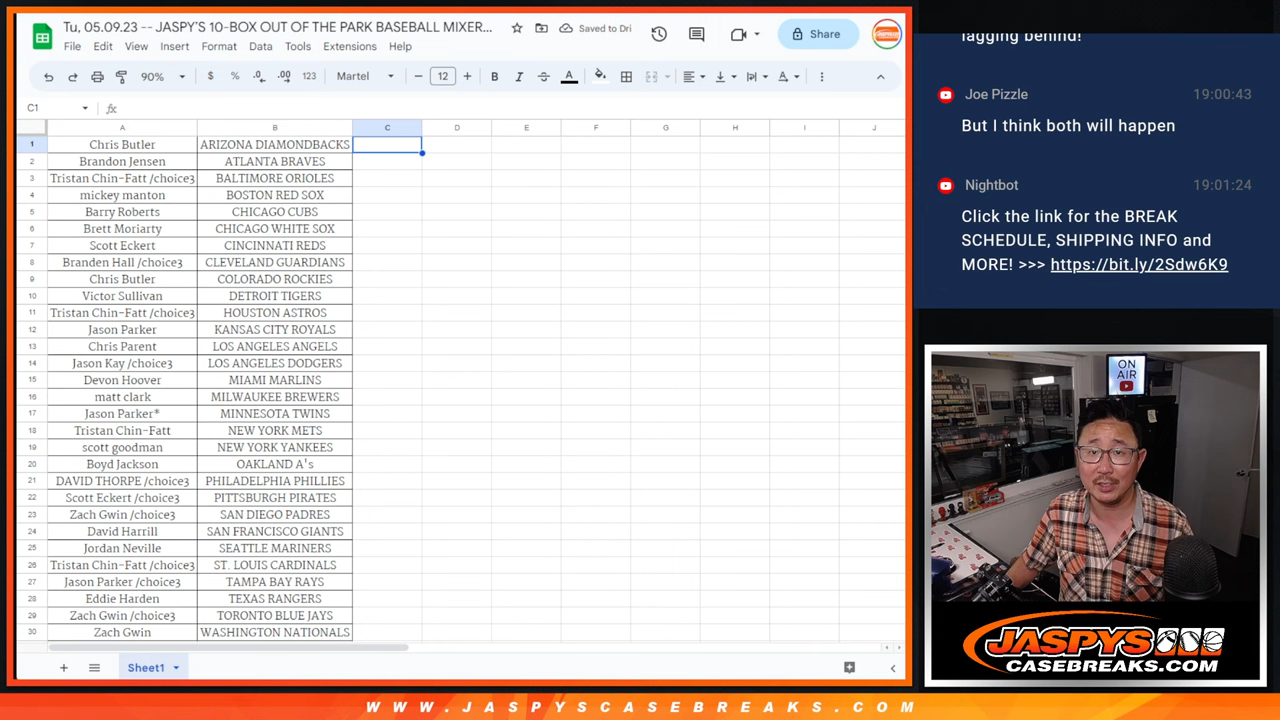 Tu, 05.09.23 -- JASPY'S 10-BOX OUT OF THE PARK BASEBALL MIXER...
Saved to Dri
Share
File Edit View Insert Format Data Tools Extensions Help
90% $ % .0 .00 123 Martel - 12 + B I A
C1 fx
A B C D E F G H I J
1 Chris Butler ARIZONA DIAMONDBACKS
2 Brandon Jensen ATLANTA BRAVES
3 Tristan Chin-Fatt /choice3 BALTIMORE ORIOLES
4 mickey manton BOSTON RED SOX
5 Barry Roberts CHICAGO CUBS
6 Brett Moriarty CHICAGO WHITE SOX
7 Scott Eckert CINCINNATI REDS
8 Branden Hall /choice3 CLEVELAND GUARDIANS
9 Chris Butler COLORADO ROCKIES
10 Victor Sullivan DETROIT TIGERS
11 Tristan Chin-Fatt /choice3 HOUSTON ASTROS
12 Jason Parker KANSAS CITY ROYALS
13 Chris Parent LOS ANGELES ANGELS
14 Jason Kay /choice3 LOS ANGELES DODGERS
15 Devon Hoover MIAMI MARLINS
16 matt clark MILWAUKEE BREWERS
17 Jason Parker* MINNESOTA TWINS
18 Tristan Chin-Fatt NEW YORK METS
19 scott goodman NEW YORK YANKEES
20 Boyd Jackson OAKLAND A's
21 DAVID THORPE /choice3 PHILADELPHIA PHILLIES
22 Scott Eckert /choice3 PITTSBURGH PIRATES
23 Zach Gwin /choice3 SAN DIEGO PADRES
24 David Harrill SAN FRANCISCO GIANTS
25 Jordan Neville SEATTLE MARINERS
26 Tristan Chin-Fatt /choice3 ST. LOUIS CARDINALS
27 Jason Parker /choice3 TAMPA BAY RAYS
28 Eddie Harden TEXAS RANGERS
29 Zach Gwin /choice3 TORONTO BLUE JAYS
30 Zach Gwin WASHINGTON NATIONALS
Sheet1
lagging behind!
Joe Pizzle 19:00:43
But I think both will happen
Nightbot 19:01:24
Click the link for the BREAK
SCHEDULE, SHIPPING INFO and
MORE! >>> https://bit.ly/2Sdw6K9
ON
AIR
JASPYS
CASEBREAKS.COM
WWW.JASPYSCASEBREAKS.COM